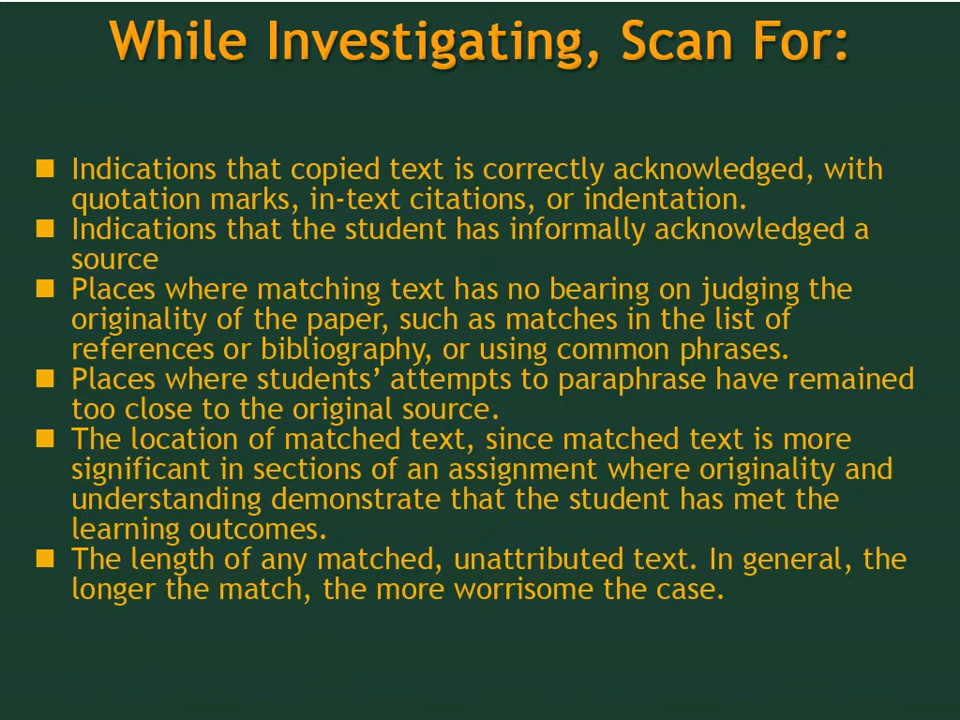 While Investigating, Scan For:
■ Indications that copied text is correctly acknowledged, with
quotation marks, in-text citations, or indentation.
■ Indications that the student has informally acknowledged a
source
■ Places where matching text has no bearing on judging the
originality of the paper, such as matches in the list of
references or bibliography, or using common phrases.
■ Places where students’ attempts to paraphrase have remained
too close to the original source.
■ The location of matched text, since matched text is more
significant in sections of an assignment where originality and
understanding demonstrate that the student has met the
learning outcomes.
■ The length of any matched, unattributed text. In general, the
longer the match, the more worrisome the case.